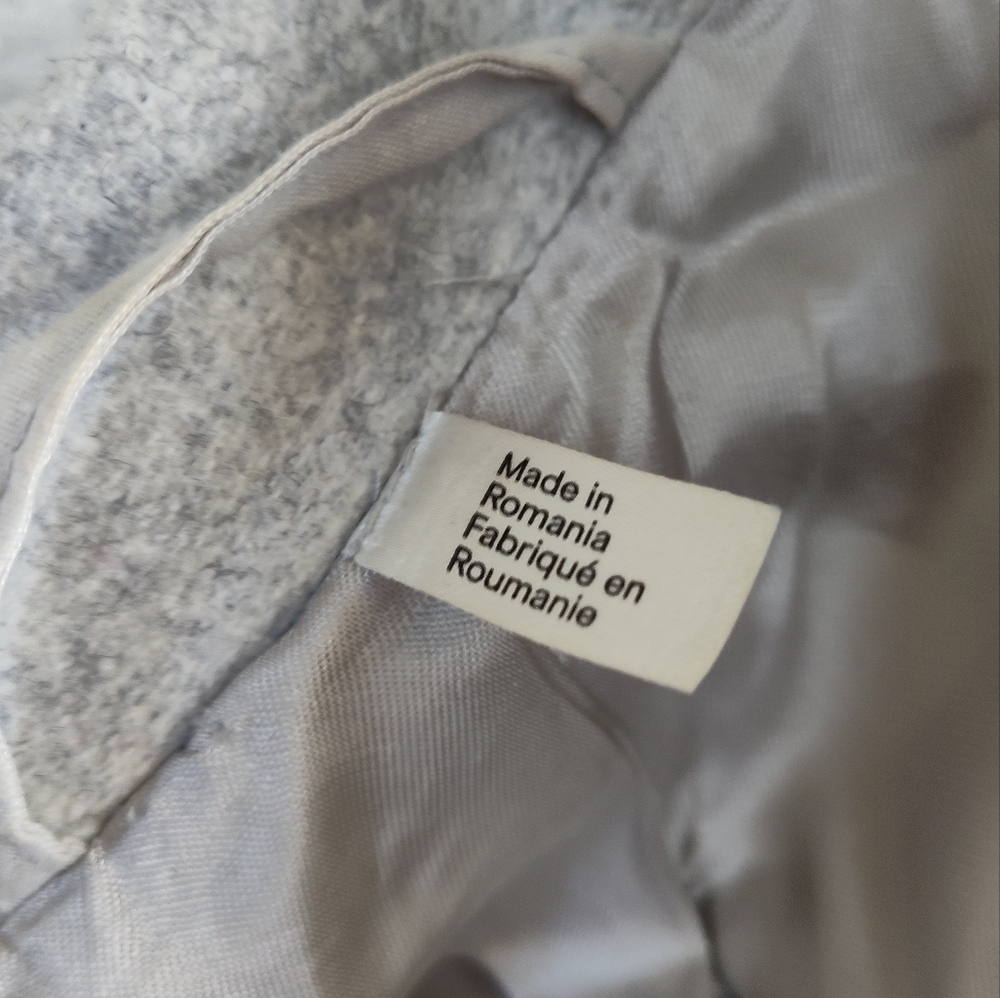 Made in
Romania
Fabriqué en
Roumanie